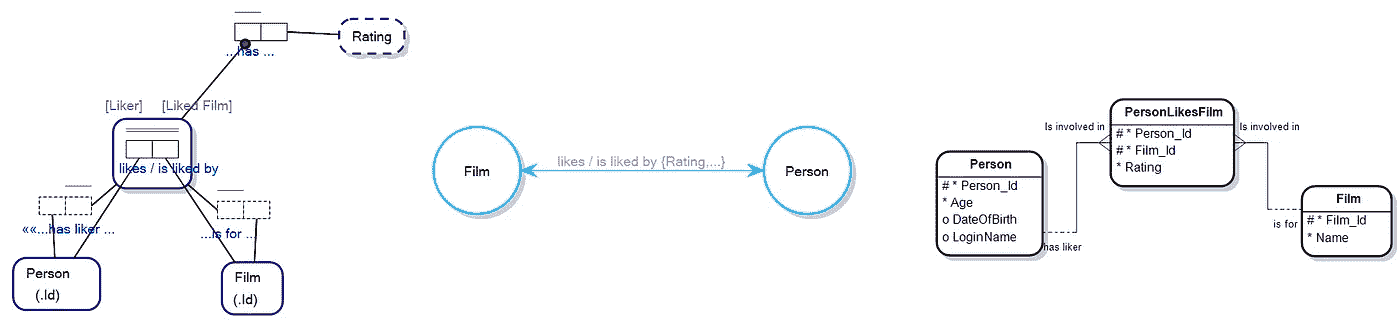 Rating
...has ...
[Liker] [Liked Film]
likes / is liked by
««...has liker ...
...is for ...
Person
(.Id)
Film
(.Id)
Film
likes / is liked by {Rating,...}
Person
PersonLikesFilm
# * Person_Id
# * Film_Id
* Rating
Is involved in
Is involved in
Person
# * Person_Id
* Age
o DateOfBirth
o LoginName
has liker
Film
# * Film_Id
* Name
is for